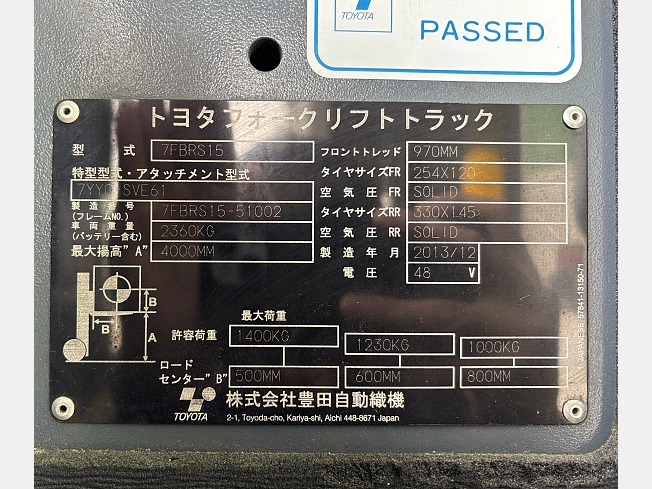 TOYOTA
PASSED
トヨタフォークリフトトラック
型 式 7FBRS15 フロントトレッド 970MM
特型型式・アタッチメント型式 タイヤサイズFR 254X120
空 気 圧 FR SOLID
製 造 番 号 (フレームNO.) 7FBRS15-51002 タイヤサイズRR 330X145
車 両 重 量 (バッテリー含む) 2360KG 空 気 圧 RR SOLID
最大揚高"A" 4000MM 製 造 年 月 2013/12
電 圧 48 V
B
B
A
最大荷重
許容荷重 1400KG 1230KG 1000KG
ロード
センター"B" 500MM 600MM 800MM
TOYOTA 株式会社豊田自動織機
2-1, Toyoda-cho, Kariya-shi, Aichi 448-8671 Japan
JAPANESE 57841-13150-71